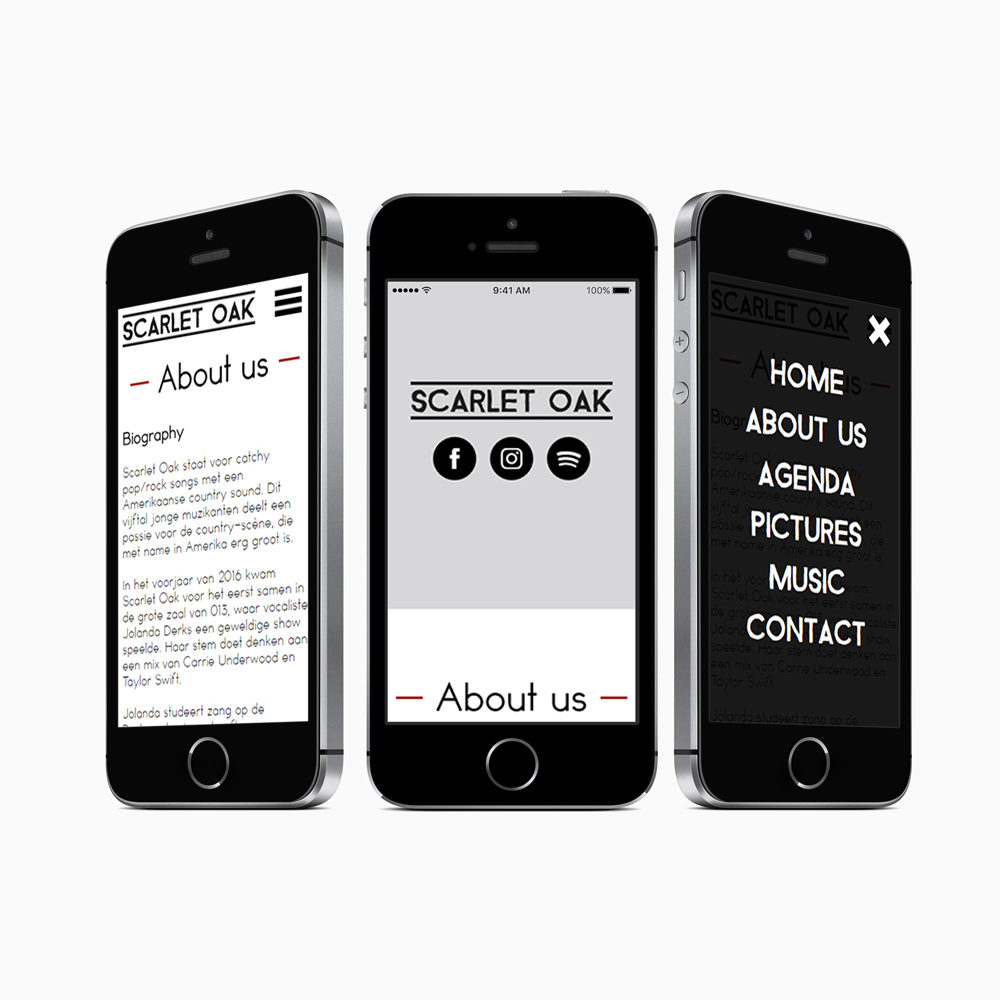 SCARLET OAK
About us
Biography
Scarlet Oak staat voor catchy
pop/rock songs met een
Amerikaanse country sound. Dit
vijftal jonge muzikanten deelt een
passie voor de country-scène, die
met name in Amerika erg groot is.
In het voorjaar van 2016 kwam
Scarlet Oak voor het eerst samen in
de grote zaal van 013, waar vocaliste
Jolanda Derks een geweldige show
speelde. Haar stem doet denken aan
een mix van Carrie Underwood en
Taylor Swift.
Jolanda studeert zang op de
9:41 AM
100%
SCARLET OAK
About us
SCARLET OAK
HOME
ABOUT US
AGENDA
PICTURES
MUSIC
CONTACT